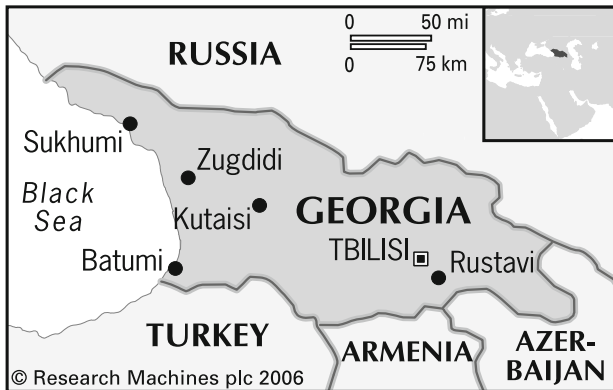 0 50 mi
0 75 km
RUSSIA
Sukhumi
Zugdidi
Black
Sea
Kutaisi
GEORGIA
TBILISI
Batumi
Rustavi
TURKEY
ARMENIA
AZER-
BAIJAN
© Research Machines plc 2006